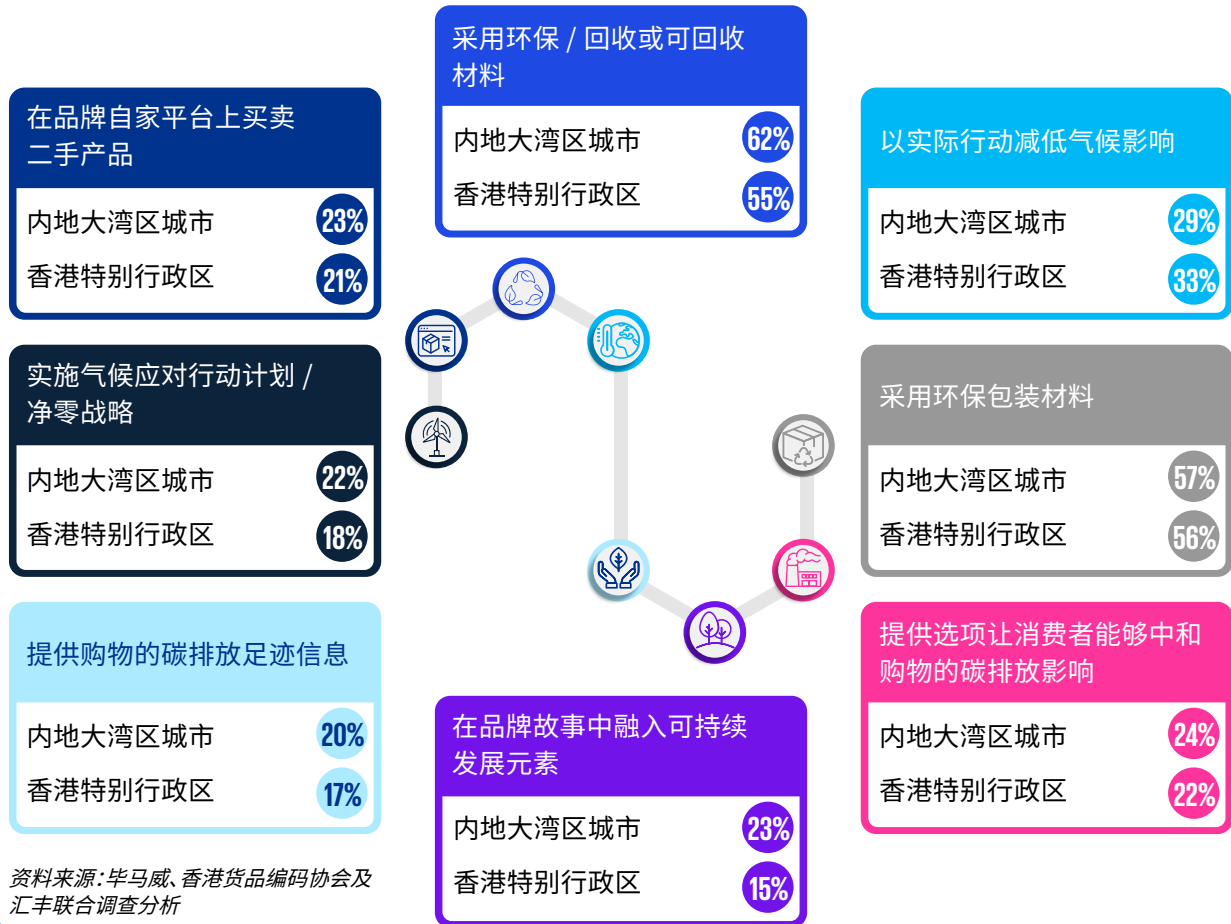 采用环保 / 回收或可回收
材料
内地大湾区城市 62%
香港特别行政区 55%
在品牌自家平台上买卖
二手产品
内地大湾区城市 23%
香港特别行政区 21%
以实际行动减低气候影响
内地大湾区城市 29%
香港特别行政区 33%
实施气候应对行动计划 /
净零战略
内地大湾区城市 22%
香港特别行政区 18%
采用环保包装材料
内地大湾区城市 57%
香港特别行政区 56%
提供购物的碳排放足迹信息
内地大湾区城市 20%
香港特别行政区 17%
提供选项让消费者能够中和
购物的碳排放影响
内地大湾区城市 24%
香港特别行政区 22%
在品牌故事中融入可持续
发展元素
内地大湾区城市 23%
香港特别行政区 15%
资料来源：毕马威、香港货品编码协会及
汇丰联合调查分析